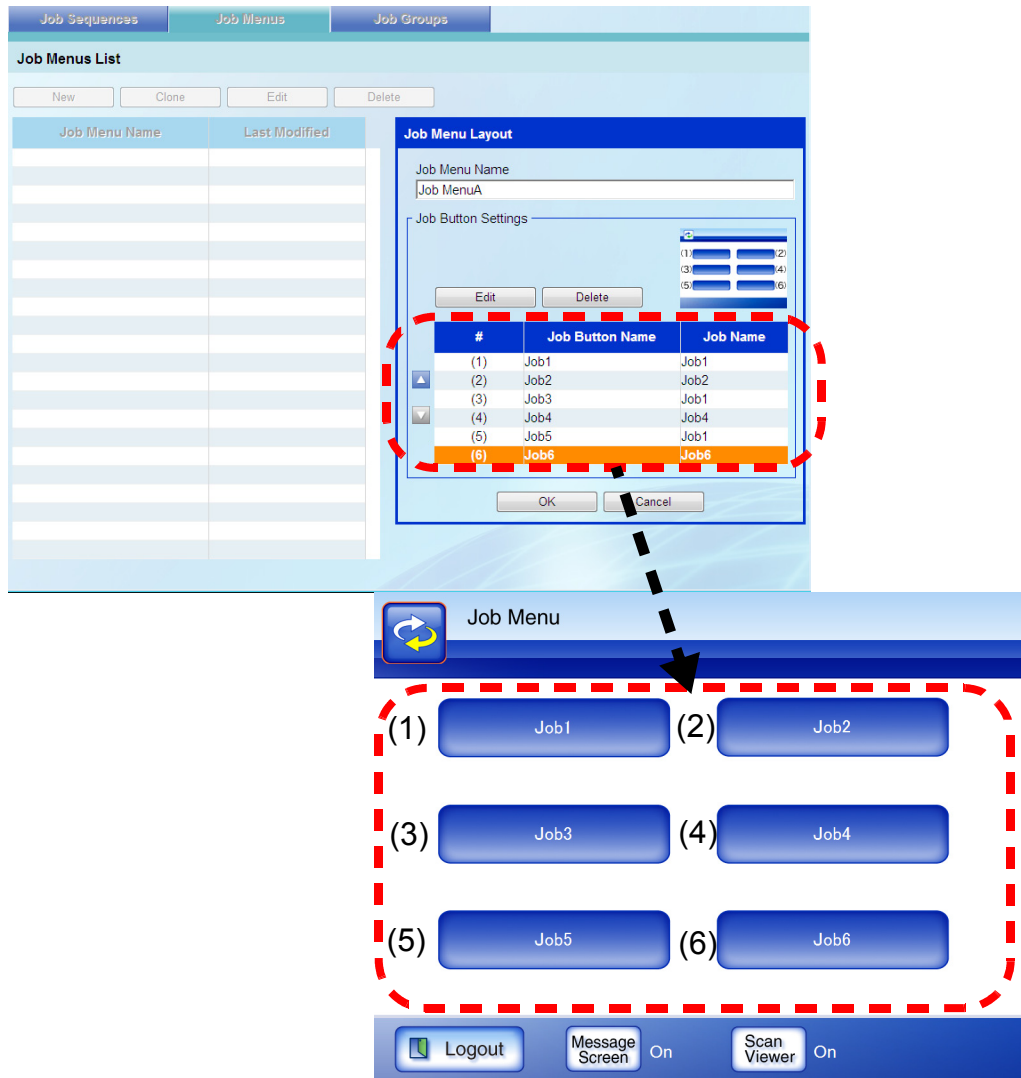 Job Sequences Job Menus Job Groups
Job Menus List
New Clone Edit Delete
Job Menu Name Last Modified
Job Menu Layout
Job Menu Name
Job MenuA
Job Button Settings
(1) (2)
(3) (4)
(5) (6)
Edit Delete
# Job Button Name Job Name
(1) Job1 Job1
(2) Job2 Job2
(3) Job3 Job1
(4) Job4 Job4
(5) Job5 Job1
(6) Job6 Job6
OK Cancel
Job Menu
(1) Job1 (2) Job2
(3) Job3 (4) Job4
(5) Job5 (6) Job6
Logout Message Screen On Scan Viewer On